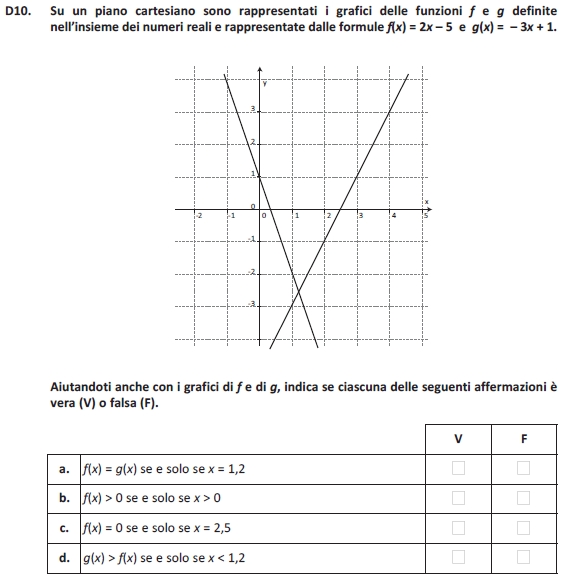 D10. Su un piano cartesiano sono rappresentati i grafici delle funzioni f e g definite
nell'insieme dei numeri reali e rappresentate dalle formule f(x) = 2x – 5 e g(x) = – 3x + 1.
y
3
2
1
x
0
-2 -1 0 1 2 3 4 5
-1
-2
-3
Aiutandoti anche con i grafici di f e di g, indica se ciascuna delle seguenti affermazioni è
vera (V) o falsa (F).
V F
a. f(x) = g(x) se e solo se x = 1,2
b. f(x) > 0 se e solo se x > 0
c. f(x) = 0 se e solo se x = 2,5
d. g(x) > f(x) se e solo se x < 1,2